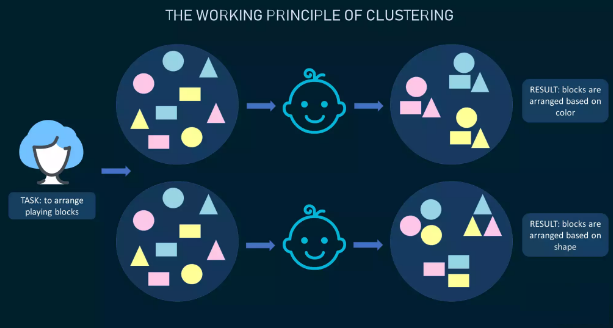 THE WORKING PRINCIPLE OF CLUSTERING
TASK: to arrange
playing blocks
RESULT: blocks are
arranged based on
color
RESULT: blocks are
arranged based on
shape